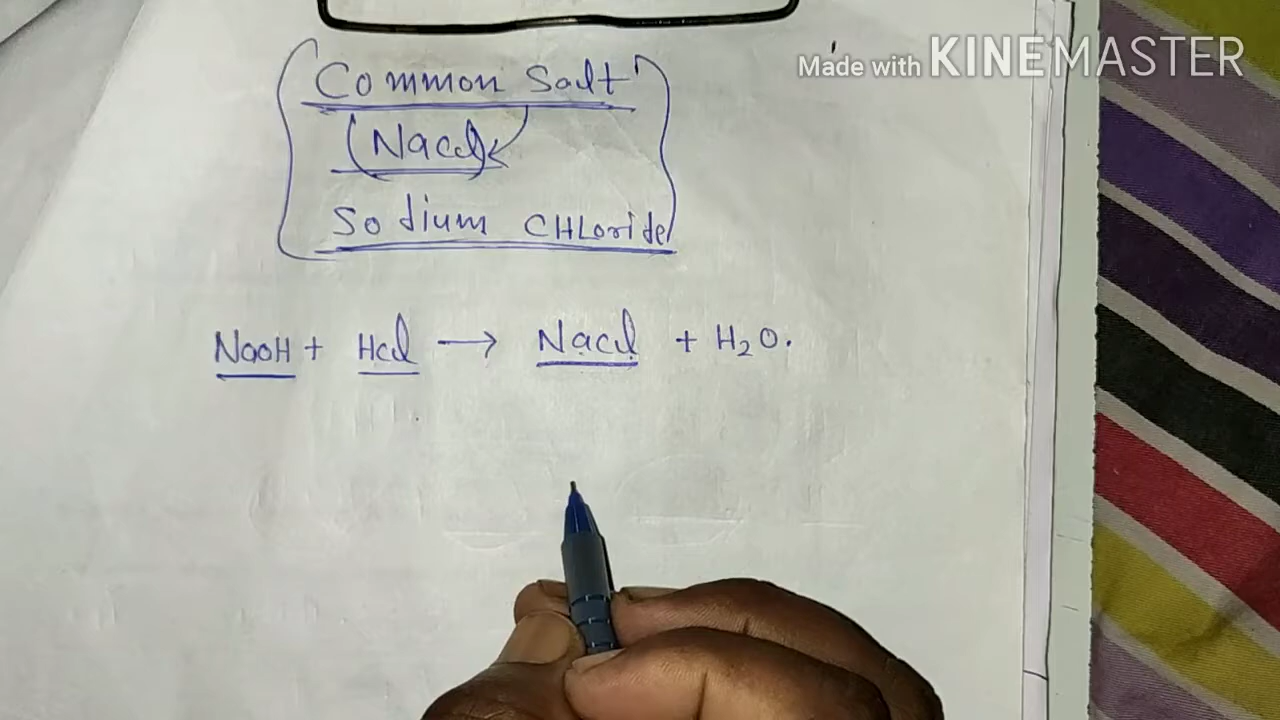 Made with KINEMASTER
Common Salt
(Nacl)
Sodium CHLoride
NaOH + Hcl → Nacl + H₂O.